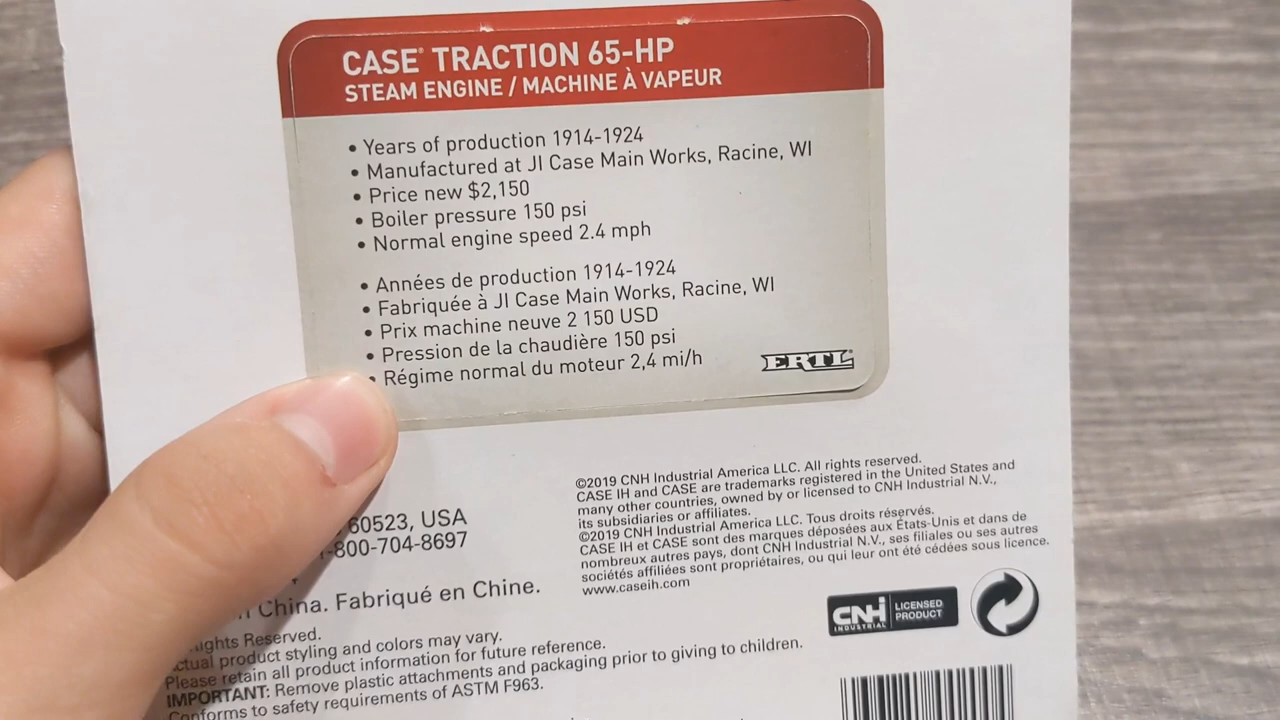 CASE® TRACTION 65-HP
STEAM ENGINE / MACHINE À VAPEUR
• Years of production 1914-1924
• Manufactured at JI Case Main Works, Racine, WI
• Price new $2,150
• Boiler pressure 150 psi
• Normal engine speed 2.4 mph
• Années de production 1914-1924
• Fabriquée à JI Case Main Works, Racine, WI
• Prix machine neuve 2 150 USD
• Pression de la chaudière 150 psi
• Régime normal du moteur 2,4 mi/h
ERTL
60523, USA
-800-704-8697
China. Fabriqué en Chine.
Reserved.
product styling and colors may vary.
Please retain all product information for future reference.
IMPORTANT: Remove plastic attachments and packaging prior to giving to children.
Conforms to safety requirements of ASTM F963.
©2019 CNH Industrial America LLC. All rights reserved.
CASE IH and CASE are trademarks registered in the United States and
many other countries, owned by or licensed to CNH Industrial N.V.,
its subsidiaries or affiliates.
©2019 CNH Industrial America LLC. Tous droits réservés.
CASE IH et CASE sont des marques déposées aux États-Unis et dans de
nombreux autres pays, dont CNH Industrial N.V., ses filiales ou ses autres
sociétés affiliées sont propriétaires, ou qui leur ont été cédées sous licence.
www.caseih.com
CNH
INDUSTRIAL
LICENSED
PRODUCT